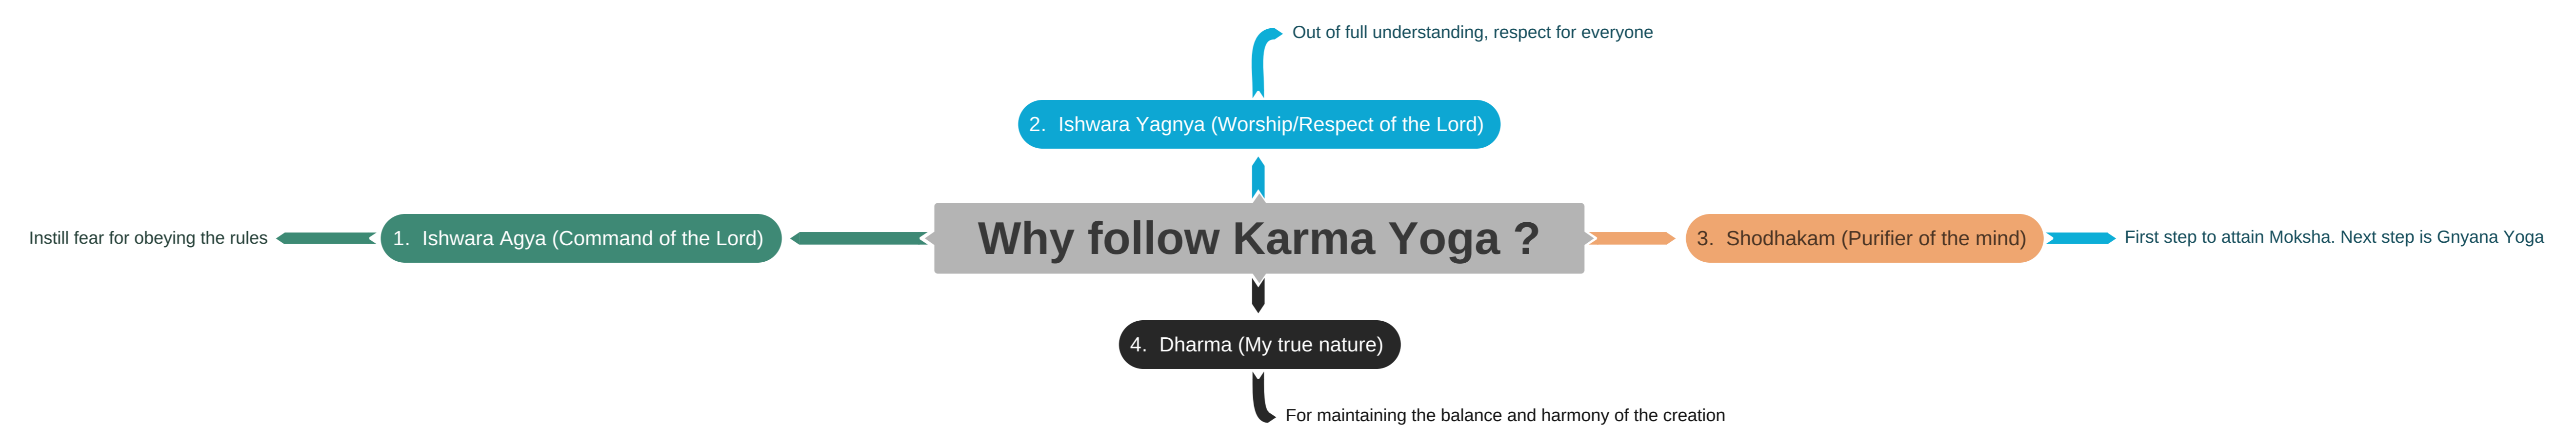 Out of full understanding, respect for everyone
2. Ishwara Yagnya (Worship/Respect of the Lord)
Instill fear for obeying the rules
1. Ishwara Agya (Command of the Lord)
Why follow Karma Yoga ?
3. Shodhakam (Purifier of the mind)
First step to attain Moksha. Next step is Gnyana Yoga
4. Dharma (My true nature)
For maintaining the balance and harmony of the creation